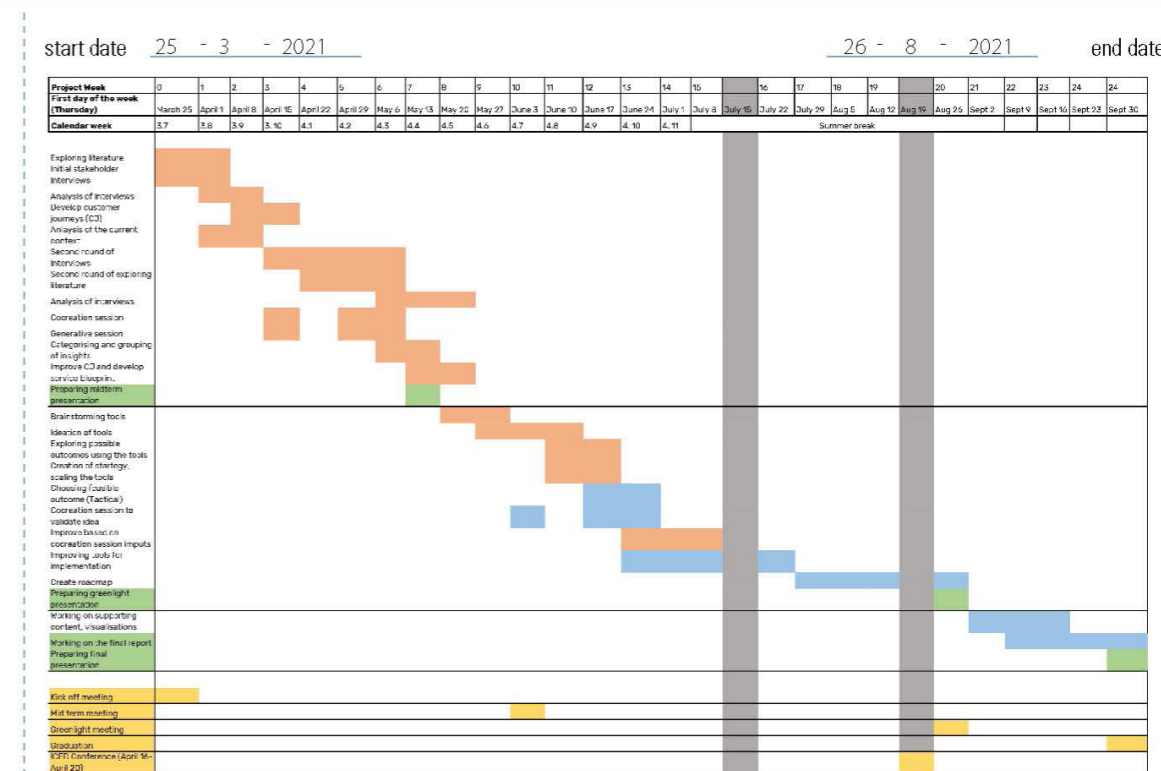 start date 25 - 3 - 2021 26 - 8 - 2021 end date
Project Week 0 1 2 3 4 5 6 7 8 9 10 11 12 13 14 15 16 17 18 19 20 21 22 23 24 24
First day of the week
(Thursday) March 25 April 1 April 8 April 15 April 22 April 29 May 6 May 13 May 20 May 27 June 3 June 10 June 17 June 24 July 1 July 8 July 15 July 22 July 29 Aug 5 Aug 12 Aug 19 Aug 26 Sept 2 Sept 9 Sept 16 Sept 23 Sept 30
Calendar week 3.7 3.8 3.9 3.10 4.1 4.2 4.3 4.4 4.5 4.6 4.7 4.8 4.9 4.10 4.11 Summer break
Exploring literature
Initial stakeholder
interviews
Analysis of interviews
Develop customer
journeys (CJ)
Anlaysis of the current
context
Second round of
interviews
Second round of exploring
literature
Analysis of interviews
Cocreation session
Generative session
Categorising and grouping
of insights
Improve CJ and develop
service blueprint
Preparing midterm
presentation
Brainstorming tools
Ideation of tools
Exploring possible
outcomes using the tools
Creation of startegy,
scaling the tools
Choosing feasible
outcome (Tactical)
Cocreation session to
validate idea
Improve based on
cocreation session imputs
Improving tools for
implementation
Create roadmap
Preparing greenlight
presentation
Working on supporting
content, visualisations
Working on the final report
Preparing final
presentation
Kick off meeting
Mid term meeting
Greenlight meeting
Graduation
ICED Conference (April 16-
April 20)